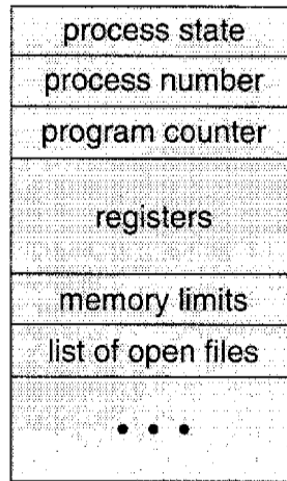 process state
process number
program counter
registers
memory limits
list of open files
• • •